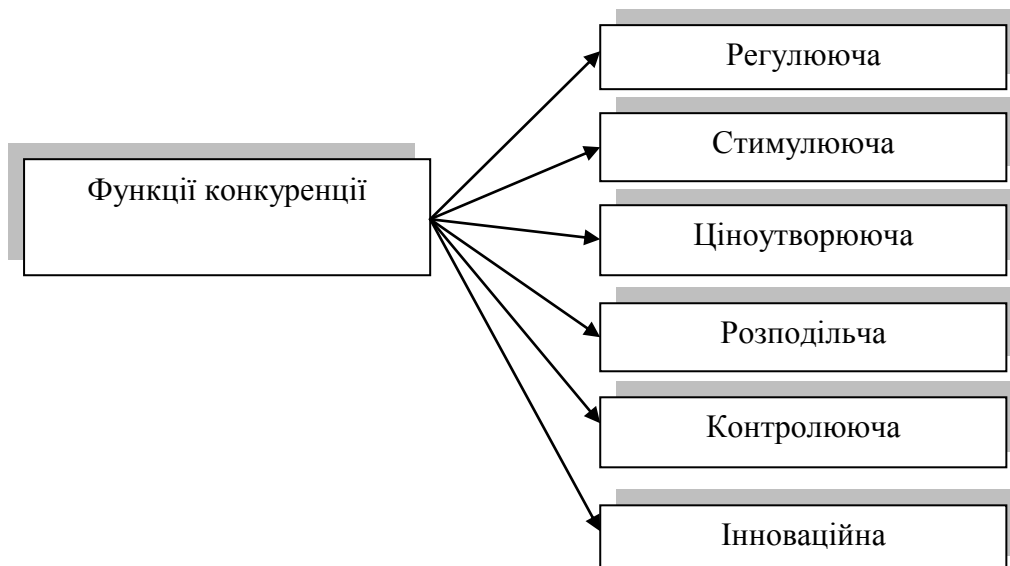 Функції конкуренції
Регулююча
Стимулююча
Ціноутворююча
Розподільча
Контролююча
Інноваційна